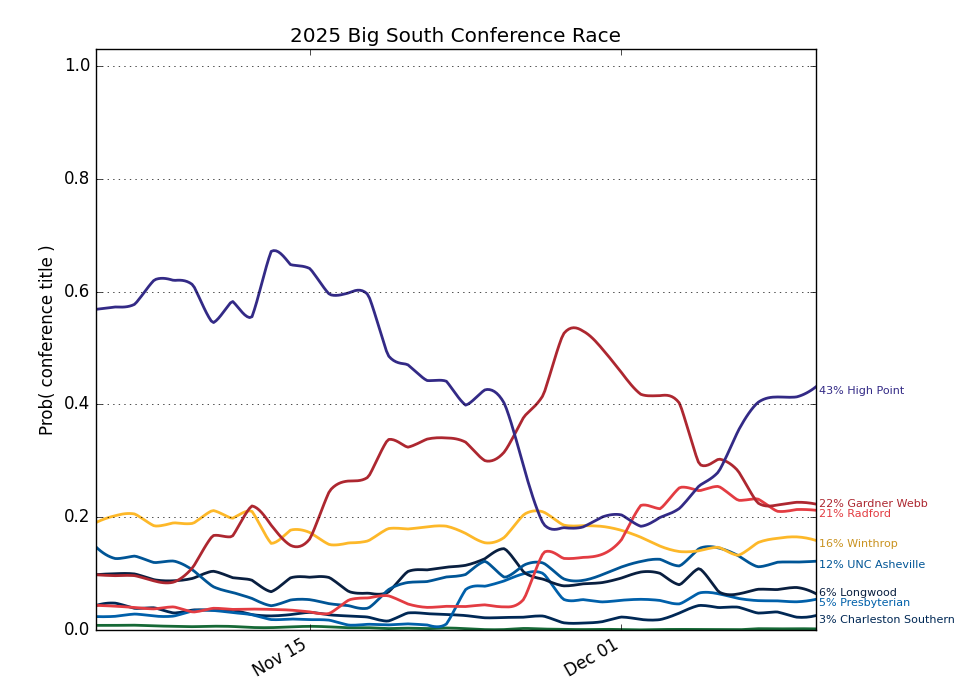 2025 Big South Conference Race
Prob( conference title )
1.0
0.8
0.6
0.4
0.2
0.0
Nov 15
Dec 01
43% High Point
22% Gardner Webb
21% Radford
16% Winthrop
12% UNC Asheville
6% Longwood
5% Presbyterian
3% Charleston Southern